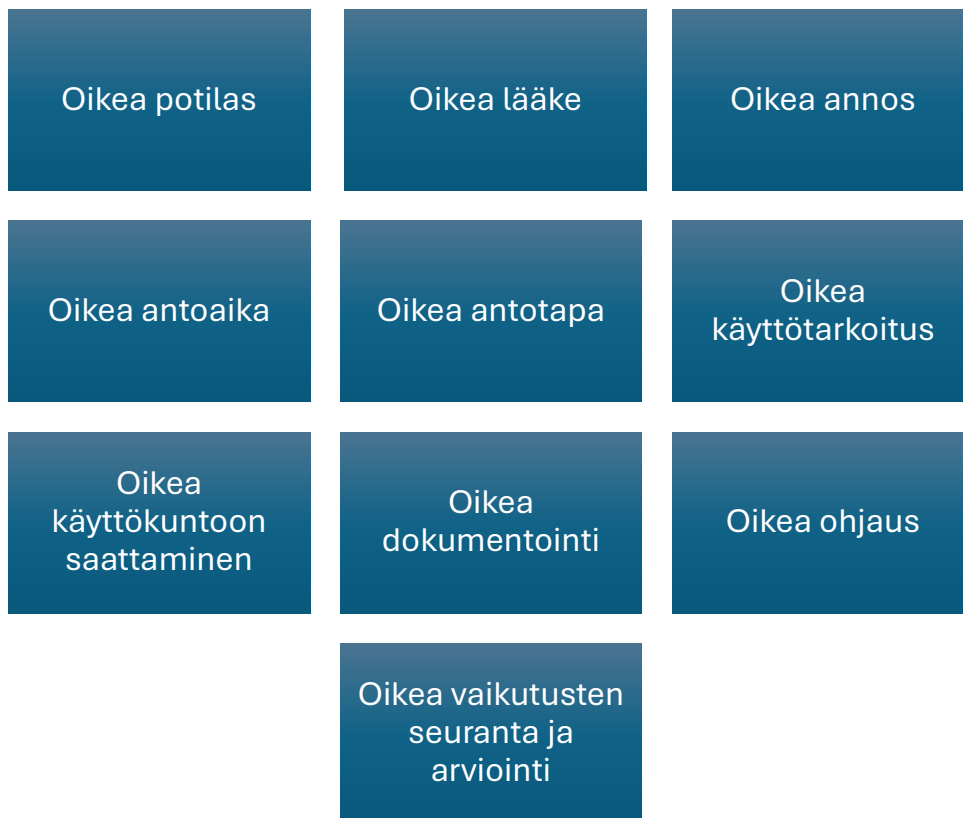 Oikea potilas
Oikea lääke
Oikea annos
Oikea antoaika
Oikea antotapa
Oikea
käyttötarkoitus
Oikea
käyttökuntoon
saattaminen
Oikea
dokumentointi
Oikea ohjaus
Oikea vaikutusten
seuranta ja
arviointi